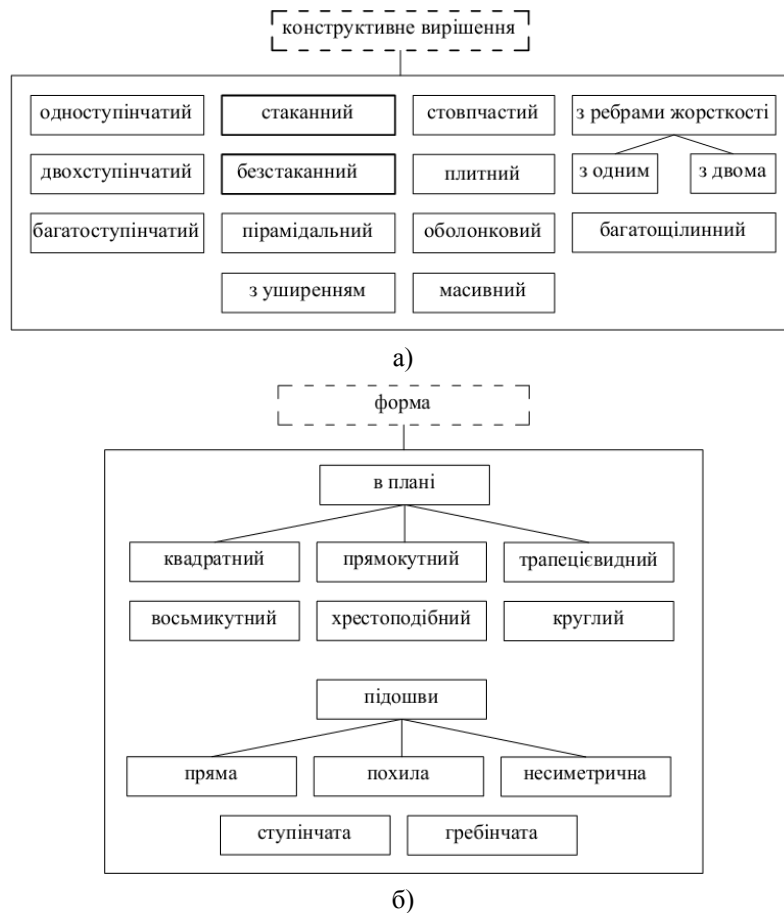 конструктивне вирішення
одноступінчатий стаканний стовпчастий з ребрами жорсткості
двохступінчатий безстаканний плитний з одним з двома
багатоступінчатий пірамідальний оболонковий багатощілинний
з уширенням масивний
а)
форма
в плані
квадратний прямокутний трапецієвидний
восьмикутний хрестоподібний круглий
підошви
пряма похила несиметрична
ступінчата гребінчата
б)